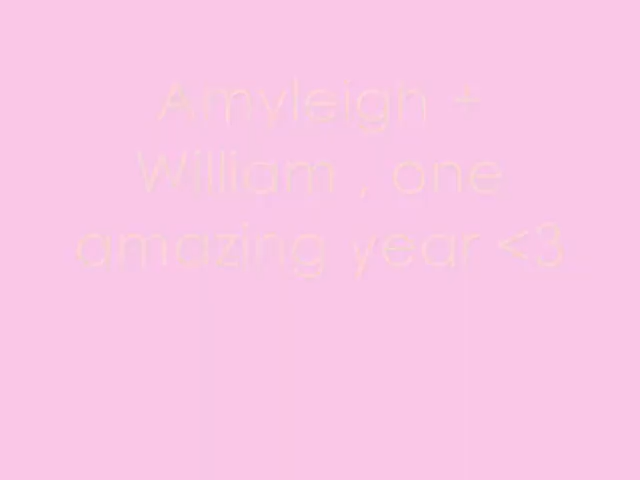 Amyleigh +
William , one
amazing year <3